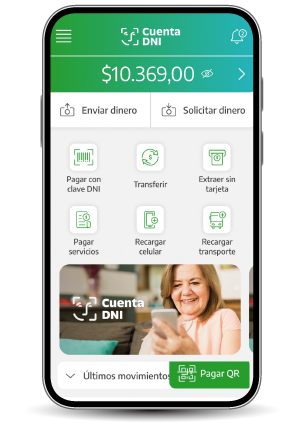 Cuenta
DNI
2
$10.369,00
Enviar dinero
Solicitar dinero
$
Pagar con
clave DNI
Transferir
Extraer sin
tarjeta
Pagar
servicios
Recargar
celular
Recargar
transporte
Cuenta
DNI
Últimos movimientos
Pagar QR